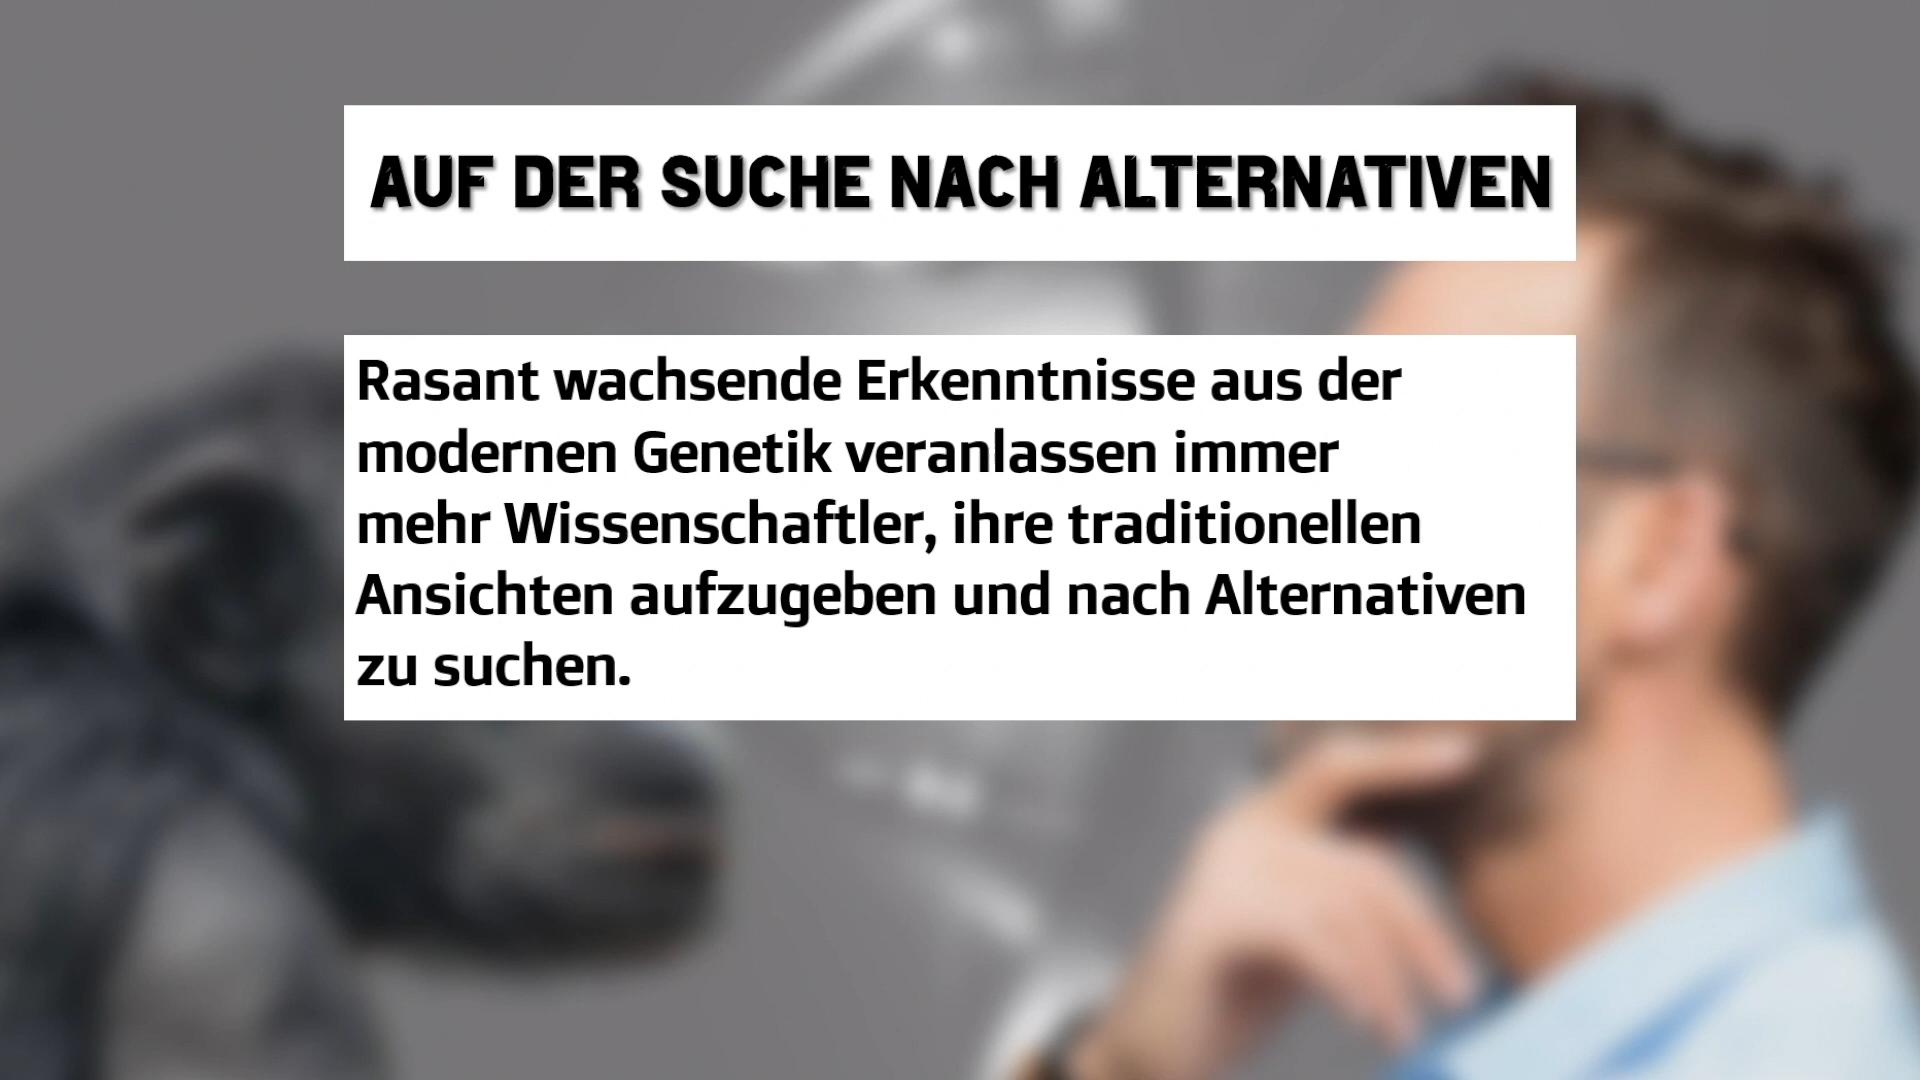 AUF DER SUCHE NACH ALTERNATIVEN
Rasant wachsende Erkenntnisse aus der
modernen Genetik veranlassen immer
mehr Wissenschaftler, ihre traditionellen
Ansichten aufzugeben und nach Alternativen
zu suchen.